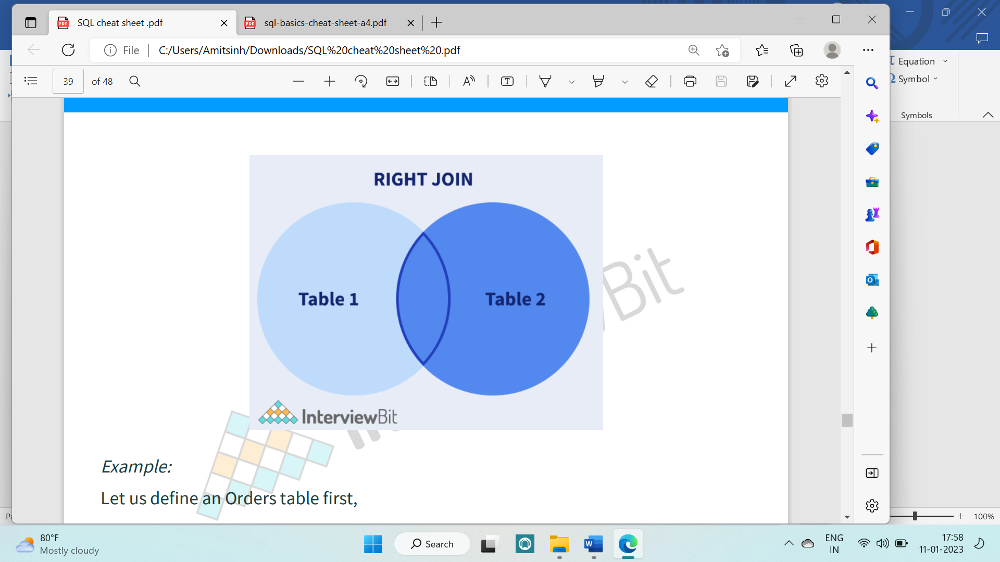 SQL cheat sheet .pdf
sql-basics-cheat-sheet-a4.pdf
File
C:/Users/Amitsinh/Downloads/SQL%20cheat%20sheet%20.pdf
Equation
Symbol
Symbols
39 of 48
RIGHT JOIN
Table 1
Table 2
InterviewBit
Bit
Example:
Let us define an Orders table first,
100%
80°F
Mostly cloudy
Search
ENG
IN
17:58
11-01-2023